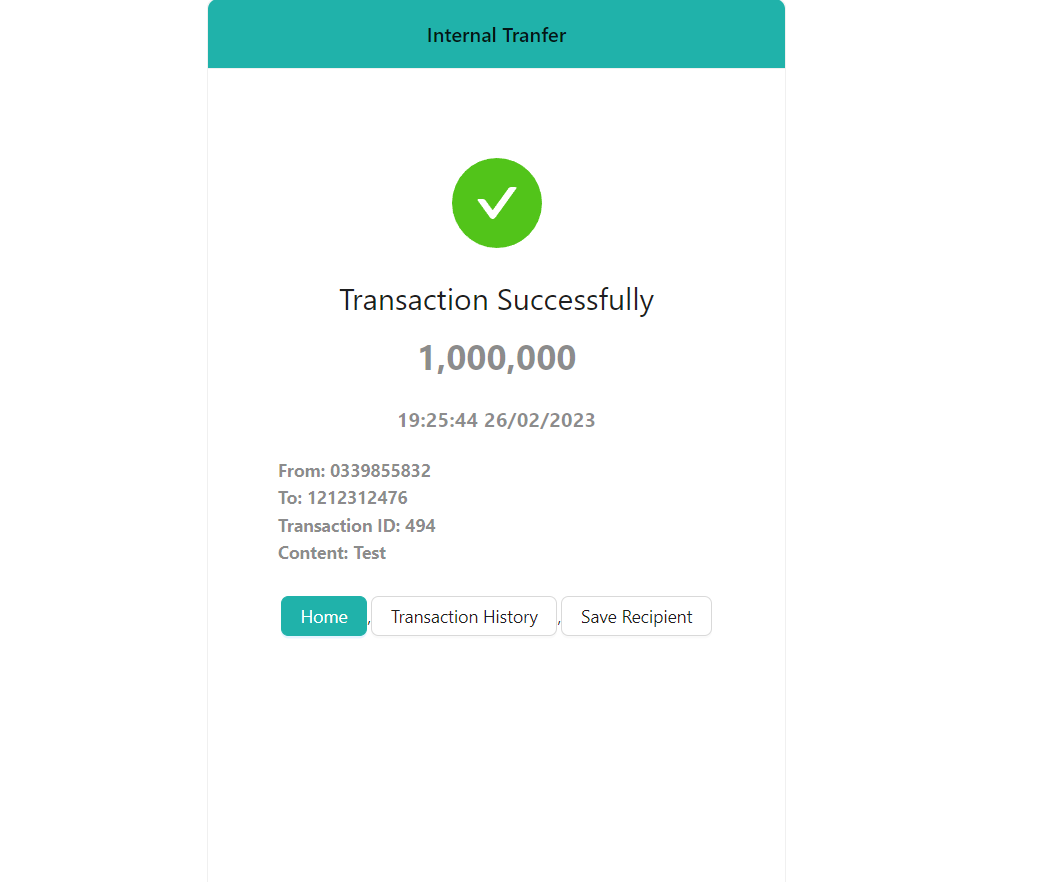 Internal Tranfer
Transaction Successfully
1,000,000
19:25:44 26/02/2023
From: 0339855832
To: 1212312476
Transaction ID: 494
Content: Test
Home , Transaction History , Save Recipient